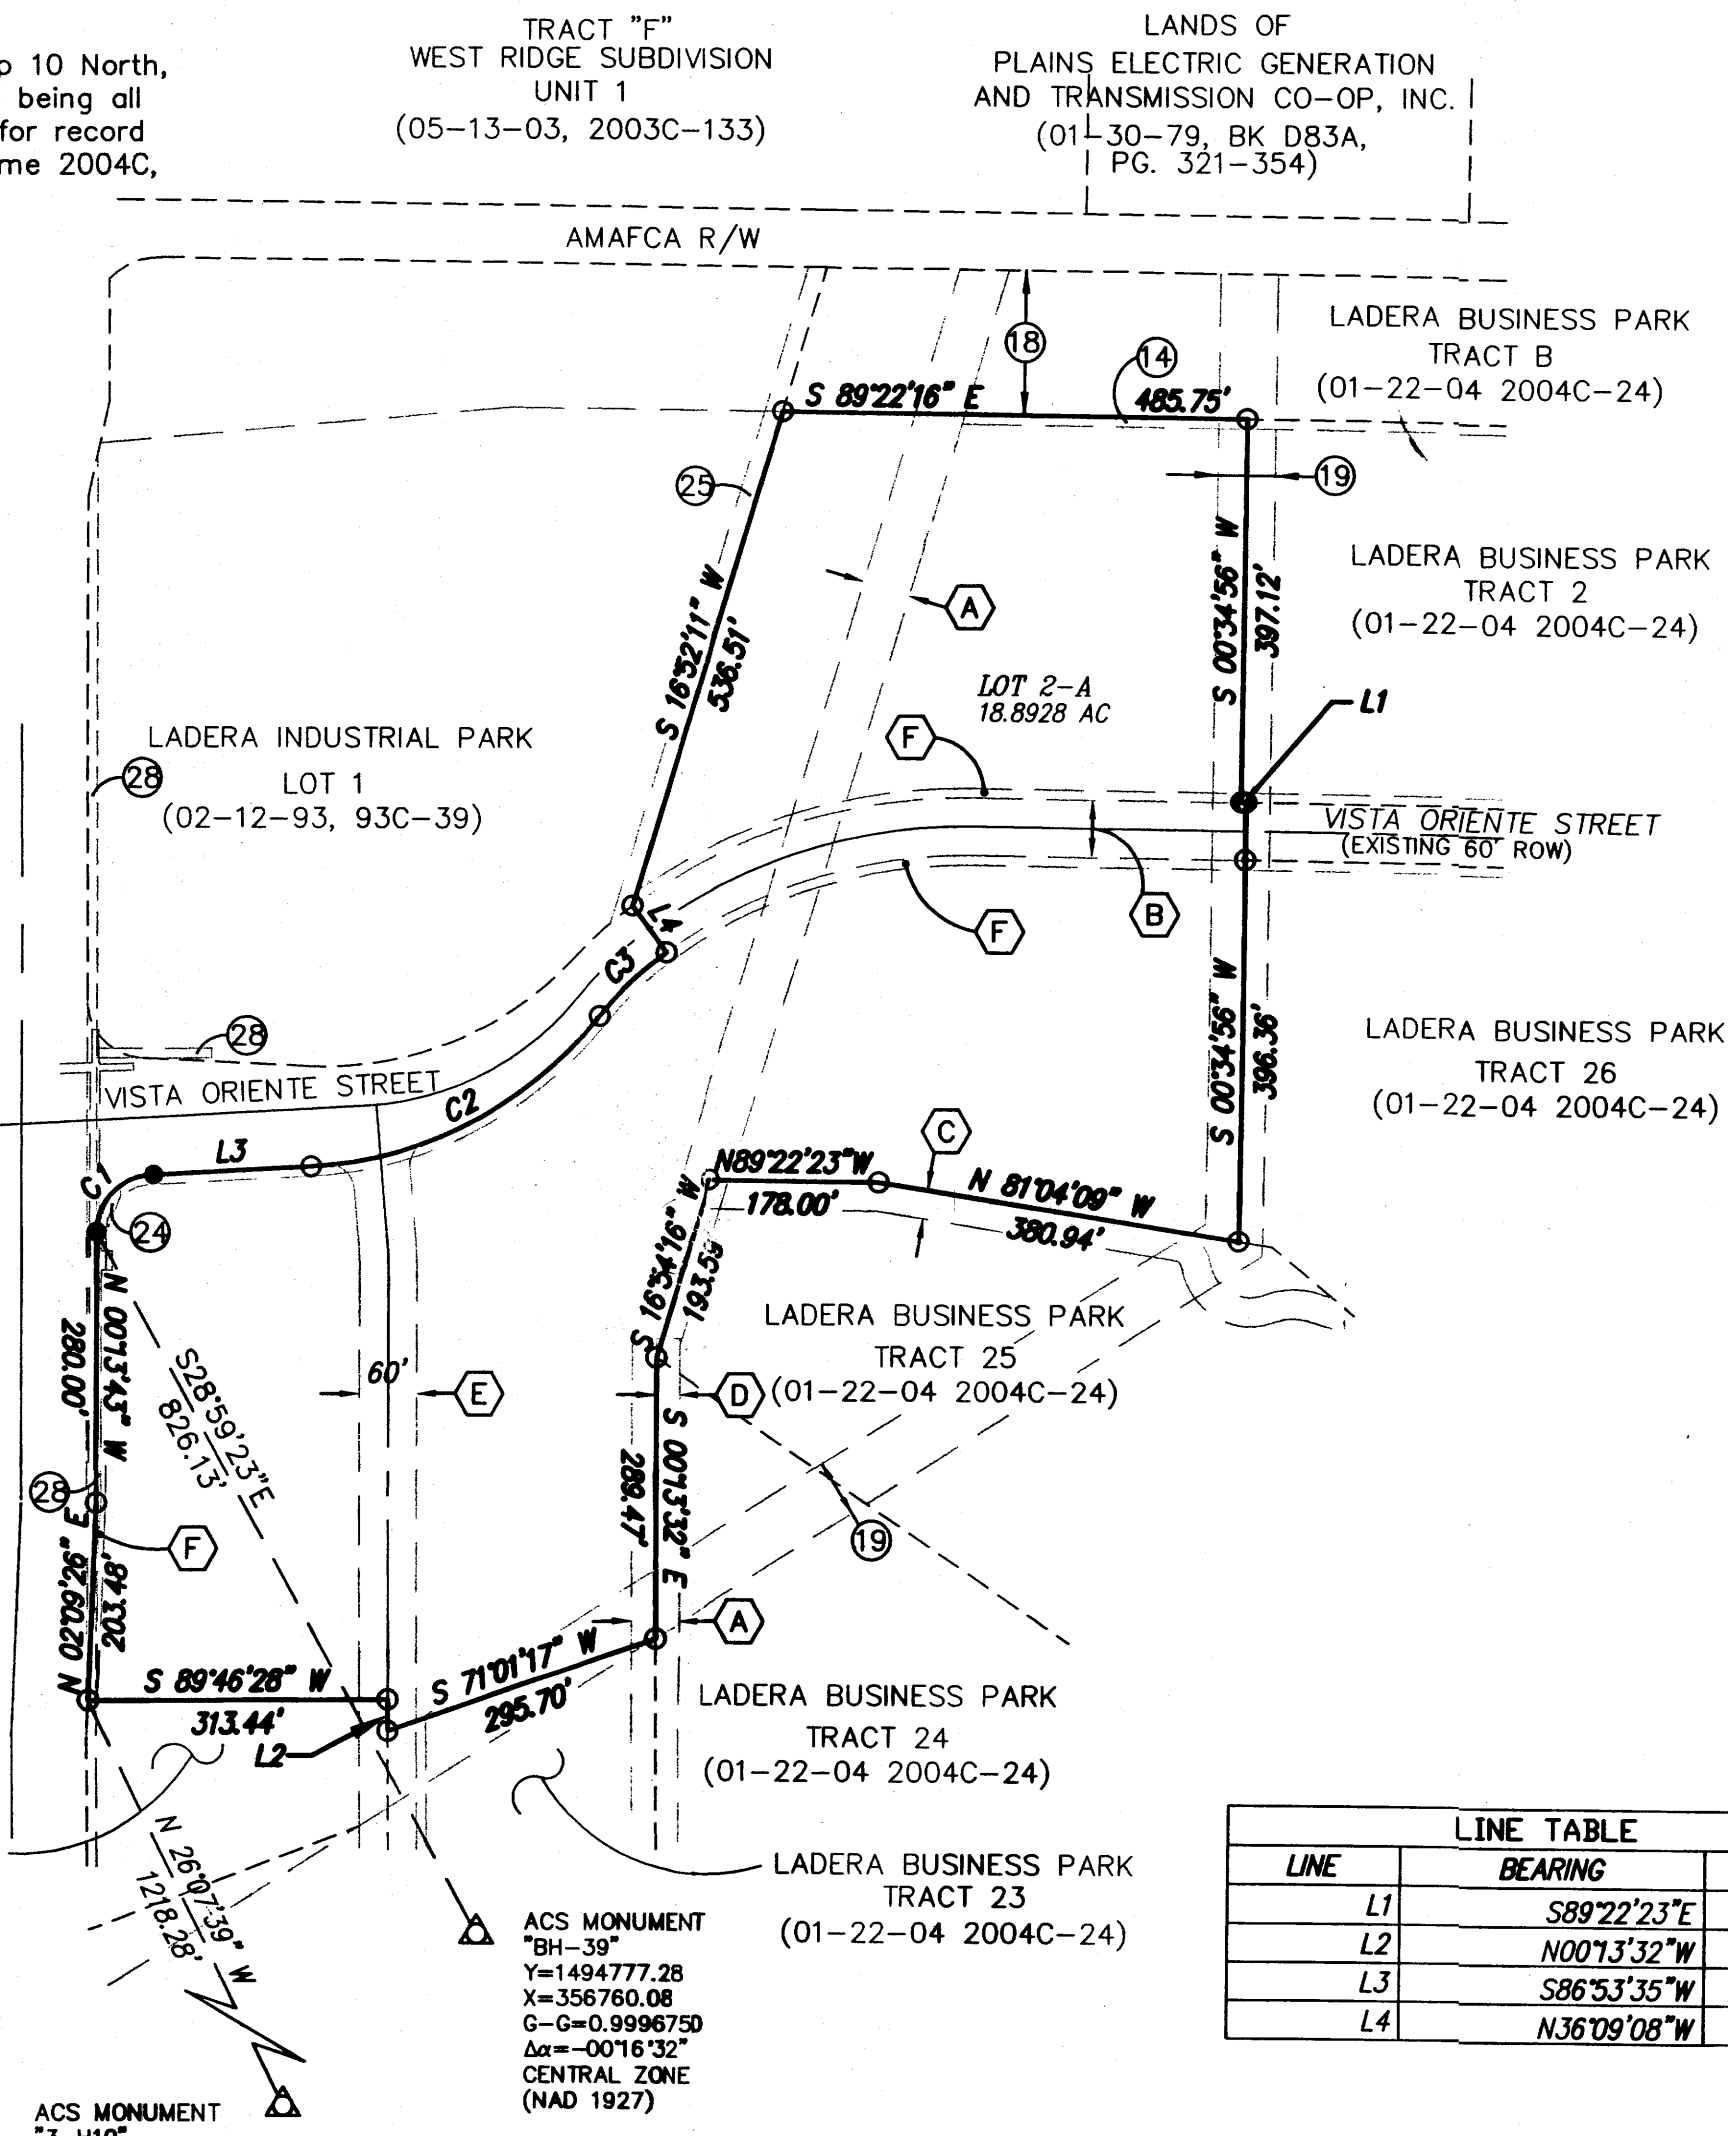 p 10 North,
being all
for record
me 2004C,
TRACT "F"
WEST RIDGE SUBDIVISION
UNIT 1
(05-13-03, 2003C-133)
LANDS OF
PLAINS ELECTRIC GENERATION
AND TRANSMISSION CO-OP, INC.
(01-30-79, BK D83A,
PG. 321-354)
AMAFCA R/W
LADERA BUSINESS PARK
TRACT B
(01-22-04 2004C-24)
18
14
S 89°22'16" E
485.75'
25
19
S 16°52'11" W
536.51'
A
S 00°34'56" W
397.12'
LADERA BUSINESS PARK
TRACT 2
(01-22-04 2004C-24)
LOT 2-A
18.8928 AC
L1
F
LADERA INDUSTRIAL PARK
LOT 1
(02-12-93, 93C-39)
28
VISTA ORIENTE STREET
(EXISTING 60' ROW)
B
F
L4
C3
S 00°34'56" W
396.36'
LADERA BUSINESS PARK
TRACT 26
(01-22-04 2004C-24)
28
VISTA ORIENTE STREET
C2
L3
C1
24
C
N89°22'23"W
178.00'
N 81°04'09" W
380.94'
S 16°54'16" W
193.59
LADERA BUSINESS PARK
TRACT 25
(01-22-04 2004C-24)
N 00°13'43" W
280.00'
S28°59'23"E
826.13'
60'
E
D
S 00°13'32" E
289.47'
19
28
F
N 02°09'26" E
203.48'
A
S 89°46'28" W
313.44'
S 71°01'17" W
295.70'
L2
LADERA BUSINESS PARK
TRACT 24
(01-22-04 2004C-24)
LADERA BUSINESS PARK
TRACT 23
(01-22-04 2004C-24)
N 26°07'39" W
1218.28'
ACS MONUMENT
"BH-39"
Y=1494777.28
X=356760.08
G-G=0.9996750
Δα=-00°16'32"
CENTRAL ZONE
(NAD 1927)
ACS MONUMENT
LINE TABLE
LINE BEARING
L1 S89°22'23"E
L2 N00°13'32"W
L3 S86°53'35"W
L4 N36°09'08"W